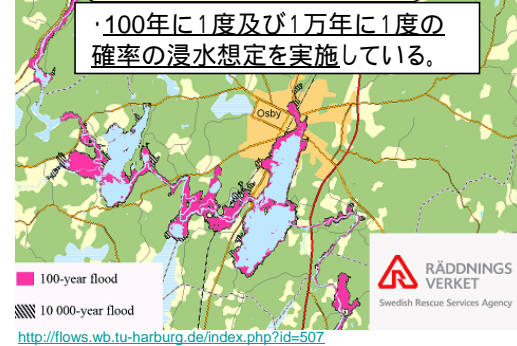 ・100年に1度及び1万年に1度の
確率の浸水想定を実施している。
Osby
100-year flood
10 000-year flood
RÄDDNINGS
VERKET
Swedish Rescue Services Agency
http://flows.wb.tu-harburg.de/index.php?id=507